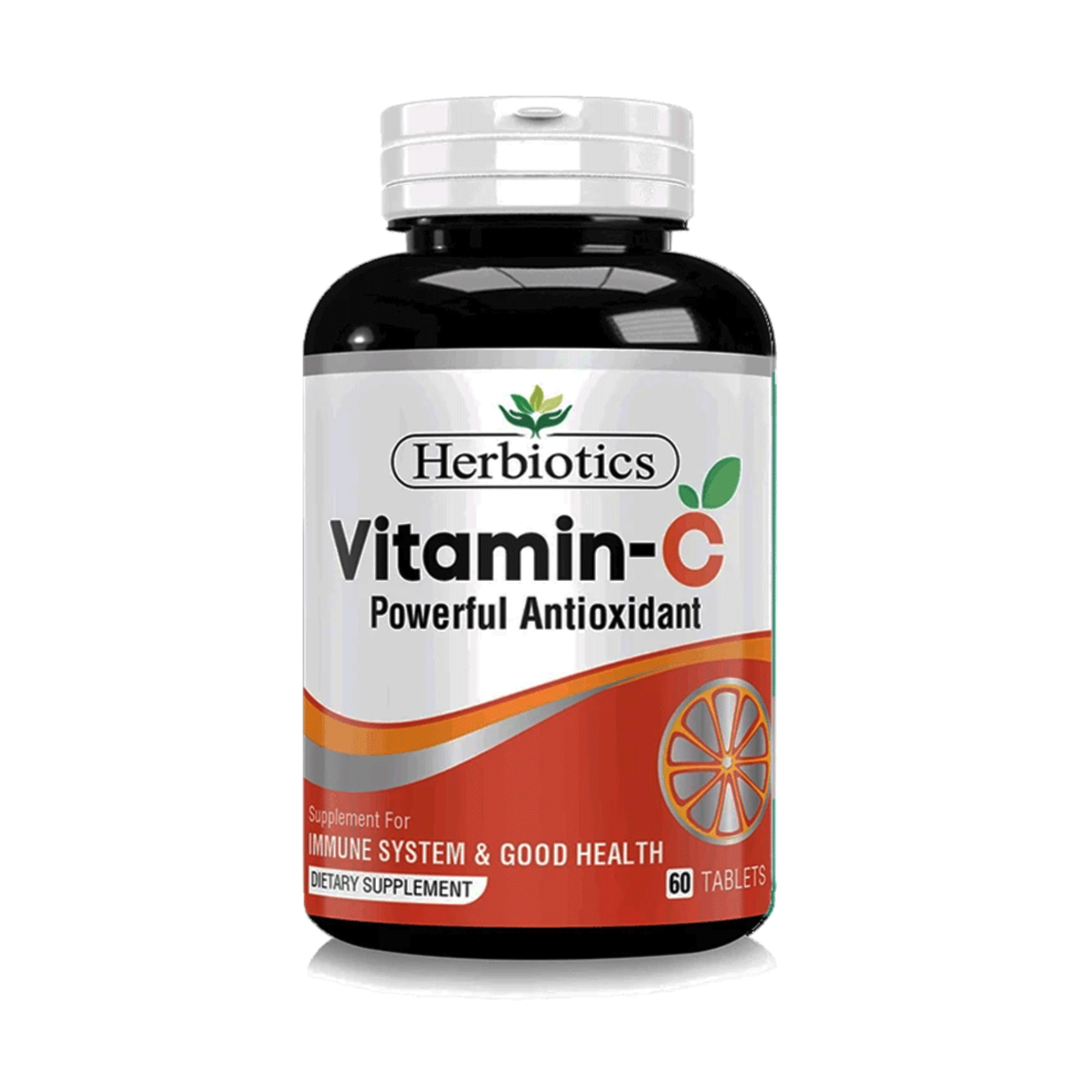 Herbiotics
Vitamin-C
Powerful Antioxidant
Supplement For
IMMUNE SYSTEM & GOOD HEALTH
DIETARY SUPPLEMENT
60 TABLETS